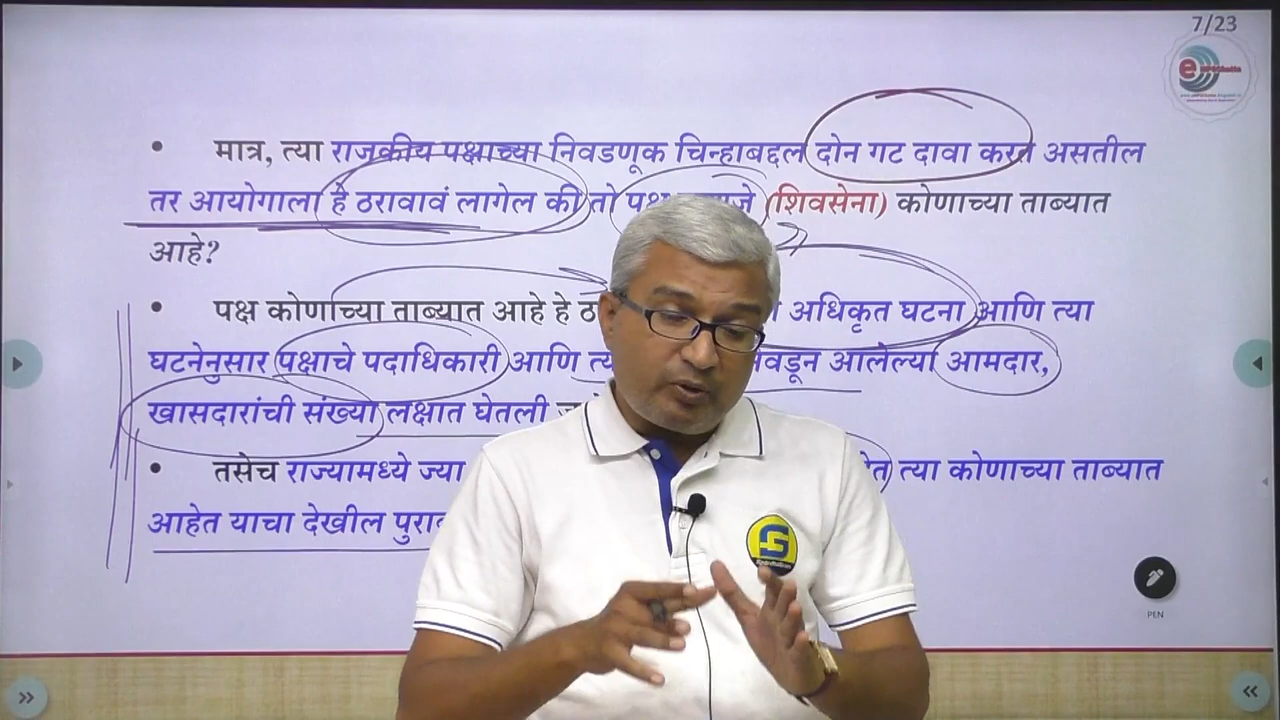 7/23
e
• मात्र, त्या राजकीय पक्षाच्या निवडणूक चिन्हाबद्दल दोन गट दावा करत असतील
तर आयोगाला हे ठरावावं लागेल की तो पक्ष (शिवसेना) कोणाच्या ताब्यात
आहे?
• पक्ष कोणाच्या ताब्यात आहे हे अधिकृत घटना आणि त्या
घटनेनुसार पक्षाचे पदाधिकारी आणि आलेल्या आमदार,
खासदारांची संख्या लक्षात घेतली
• तसेच राज्यामध्ये ज्या त्या कोणाच्या ताब्यात
आहेत याचा देखील
PEN